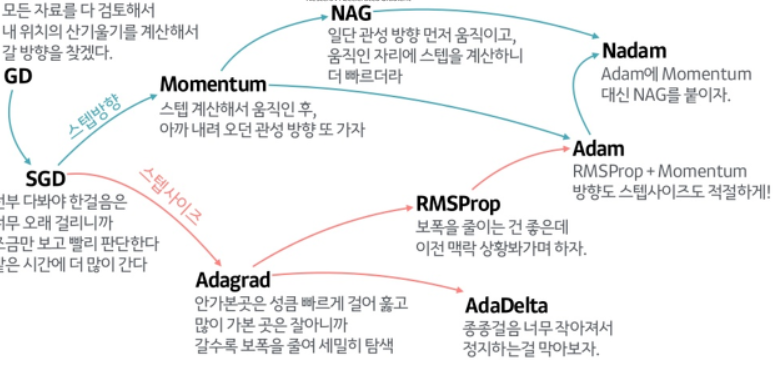 모든 자료를 다 검토해서
내 위치의 산기울기를 계산해서
갈 방향을 찾겠다.
GD
스텝방향
SGD
다봐야 한걸음은
오래 걸리니까
보고 빨리 판단한다
시간에 더 많이 간다
Momentum
스텝 계산해서 움직인 후,
아까 내려 오던 관성 방향 또 가자
NAG
일단 관성 방향 먼저 움직이고,
움직인 자리에 스텝을 계산하니
더 빠르더라
Nadam
Adam에 Momentum
대신 NAG를 붙이자.
Adam
RMSProp + Momentum
방향도 스텝사이즈도 적절하게!
스텝사이즈
Adagrad
안가본곳은 성큼 빠르게 걸어 훑고
많이 가본 곳은 잘아니까
갈수록 보폭을 줄여 세밀히 탐색
RMSProp
보폭을 줄이는 건 좋은데
이전 맥락 상황봐가며 하자.
AdaDelta
종종걸음 너무 작아져서
정지하는걸 막아보자.